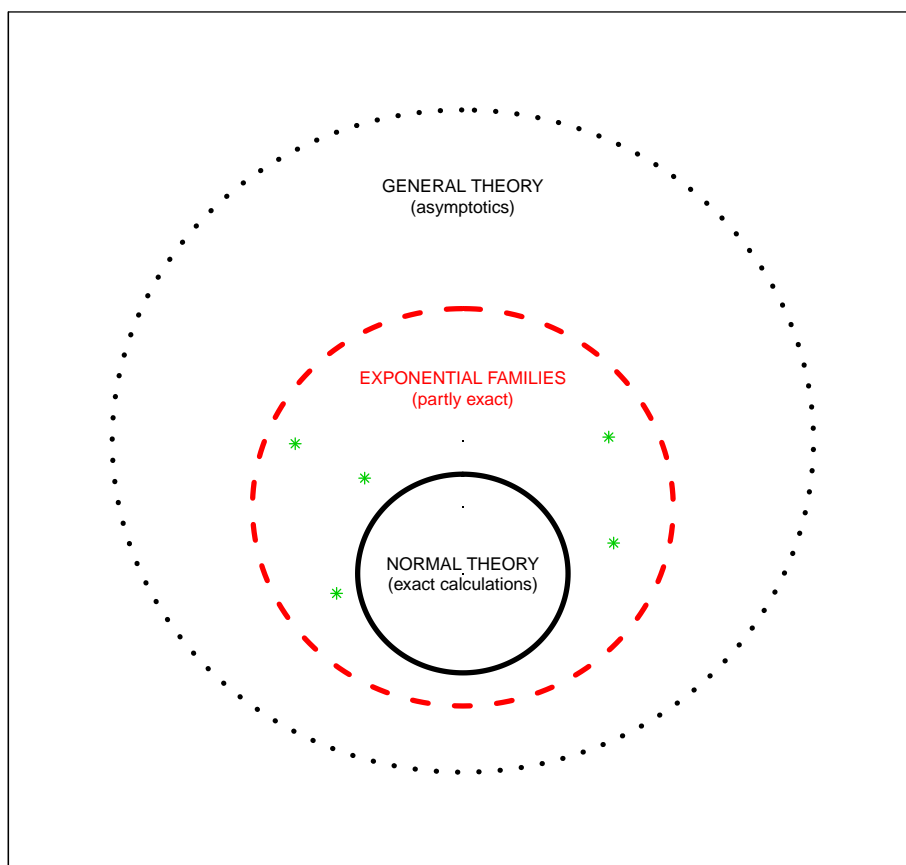 GENERAL THEORY
(asymptotics)
EXPONENTIAL FAMILIES
(partly exact)
NORMAL THEORY
(exact calculations)